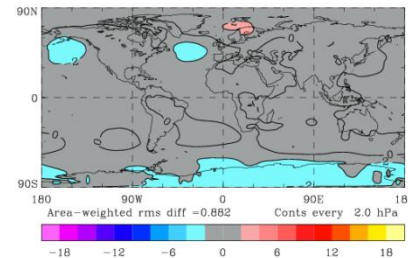 90N
0
90S
180 90W 0 90E 18
Area-weighted rms diff =0.882 Conts every 2.0 hPa
-18 -12 -6 0 6 12 18